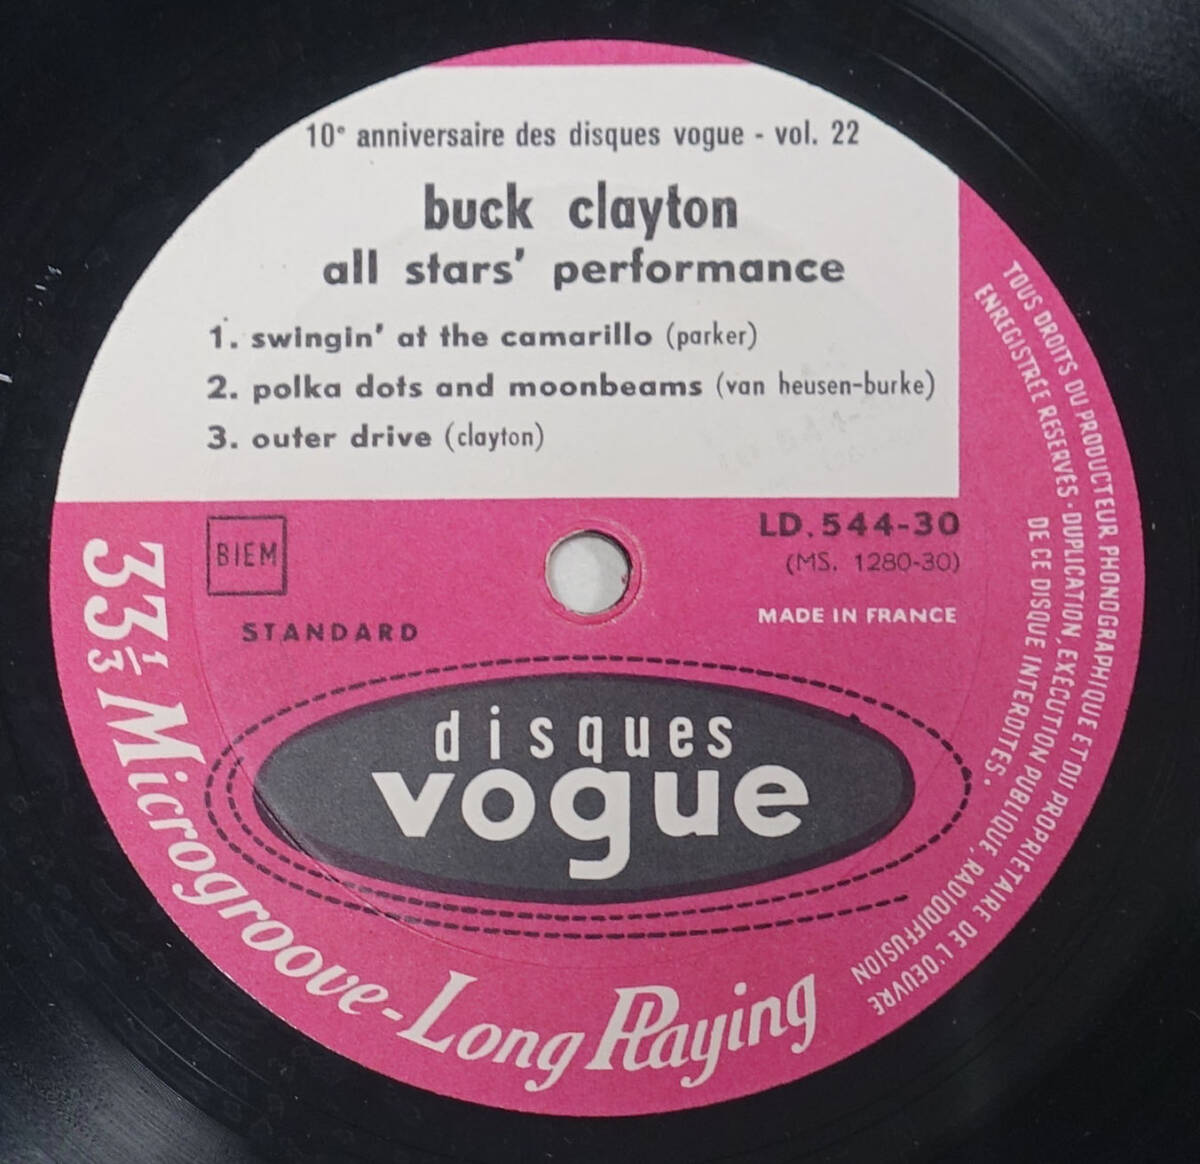 10e anniversaire des disques vogue - vol. 22
buck clayton
all stars' performance
1. swingin' at the camarillo (parker)
2. polka dots and moonbeams (van heusen-burke)
3. outer drive (clayton)
BIEM
STANDARD
LD. 544-30
(MS. 1280-30)
MADE IN FRANCE
disques
vogue
33 1/3 Microgroove-Long Playing
TOUS DROITS DU PRODUCTEUR PHONOGRAPHIQUE ET DU PROPRIETAIRE DE L'OEUVRE
ENREGISTRÉE RESERVÉS · DUPLICATION, EXECUTION PUBLIQUE, RADIODIFFUSION
DE CE DISQUE INTERDITES.